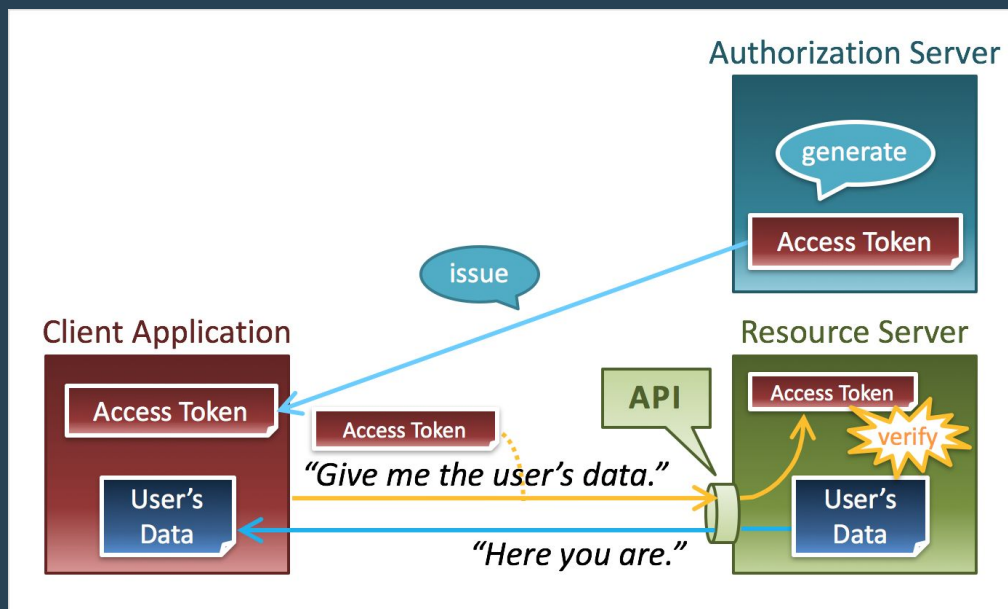 Authorization Server
generate
Access Token
issue
Client Application
Resource Server
Access Token
Access Token
API
Access Token
verify
“Give me the user’s data.”
User’s
Data
User’s
Data
“Here you are.”